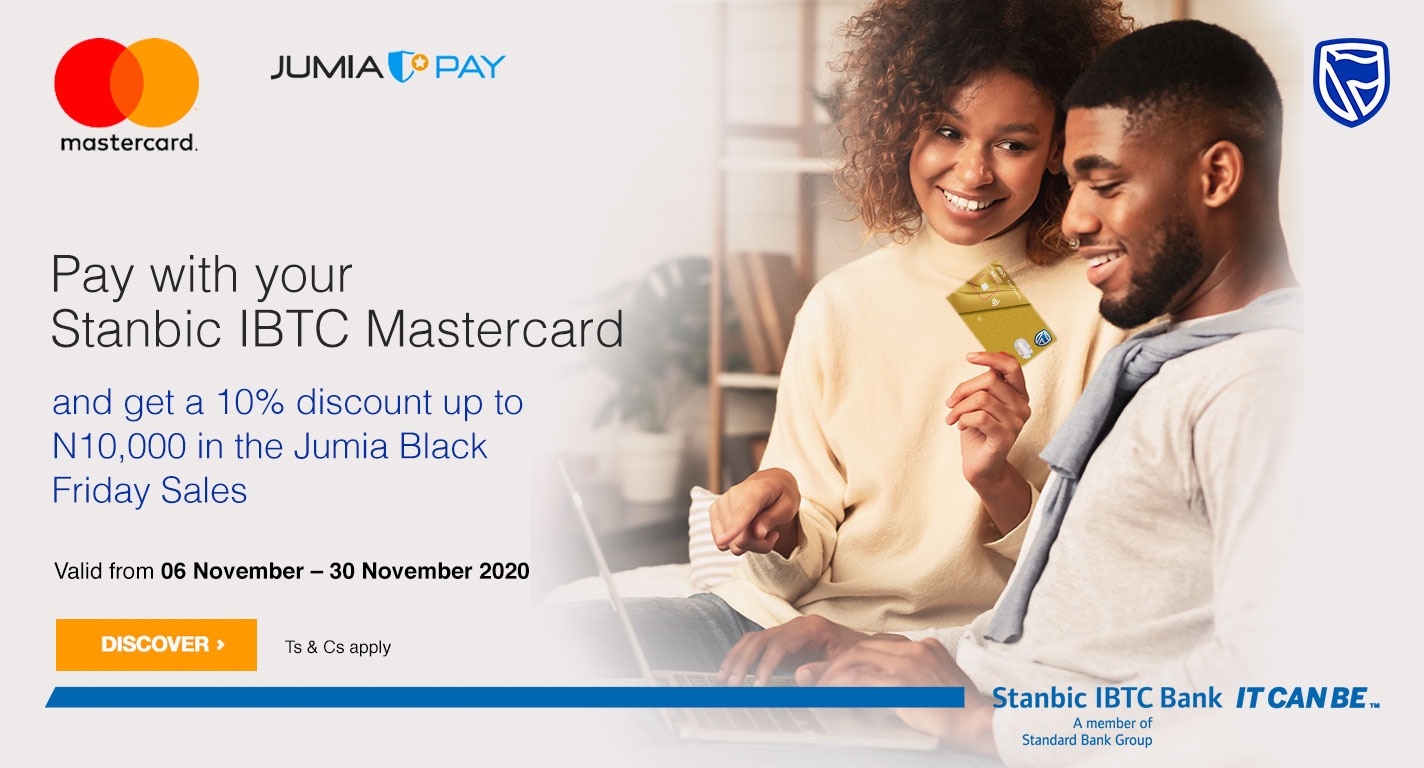 mastercard.
JUMIA PAY
Pay with your
Stanbic IBTC Mastercard
and get a 10% discount up to
N10,000 in the Jumia Black
Friday Sales
Valid from 06 November – 30 November 2020
DISCOVER ›
Ts & Cs apply
Stanbic IBTC Bank IT CAN BE™
A member of
Standard Bank Group